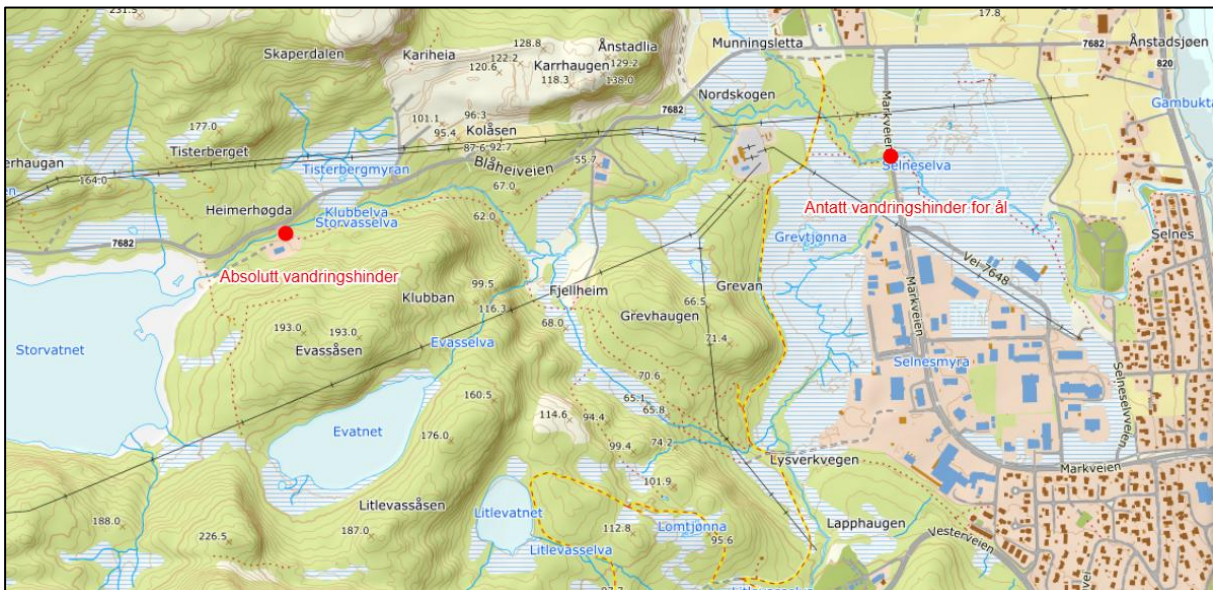 231.5
17.8
Munningsletta
7682
Ånstadsjøen
820
Skaperdalen
Kariheia
128.8
122.2
120.6
Ånstadlia
129.2
Karrhaugen
118.3
138.0
Nordskogen
Markveien
Gambukta
101.1
96.3
95.4
Kolåsen
87.6
92.7
7682
177.0
Tisterberget
Tisterbergmyran
Blåheiveien
55.7
67.0
Selneselva
erhaugan
164.0
Antatt vandringshinder for ål
Heimerhøgda
Klubbelva
Storvasselva
62.0
7682
Grevtjønna
Selnes
Absolutt vandringshinder
Vei 7648
Klubban
99.5
116.3
Fjellheim
Grevan
66.5
Markveien
193.0
193.0
Evassåsen
68.0
Grevhaugen
71.4
Evasselva
Storvatnet
Selnesmyra
70.6
65.1
65.8
160.5
114.6
94.4
Selneselvveien
Evatnet
176.0
99.4
74.2
Lysverkvegen
Markveien
101.9
Litlevassåsen
Litlevatnet
188.0
187.0
226.5
112.8
Lomtjønna
95.6
Lapphaugen
Vesterveien
Litlevasselva